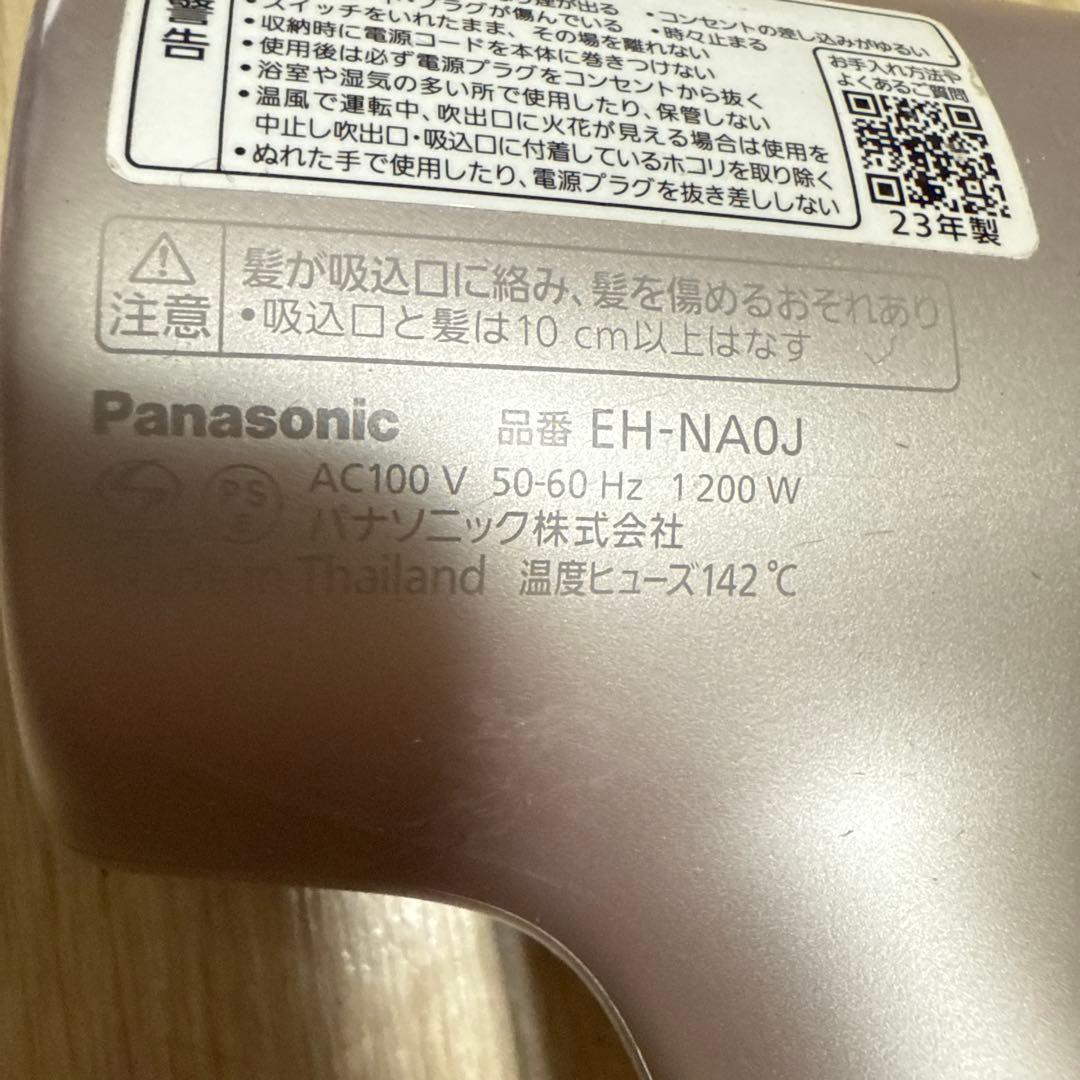 警告
・プラグが傷んでいる
・コンセントの差し込みがゆるい
・スイッチをいれたまま、その場を離れない
・時々止まる
・収納時に電源コードを本体に巻きつけない
・使用後は必ず電源プラグをコンセントから抜く
・浴室や湿気の多い所で使用したり、保管しない
・温風で運転中、吹出口に火花が見える場合は使用を
中止し吹出口・吸込口に付着しているホコリを取り除く
・ぬれた手で使用したり、電源プラグを抜き差ししない
お手入れ方法や
よくあるご質問
23年製
注意
髪が吸込口に絡み、髪を傷めるおそれあり
•吸込口と髪は10 cm以上はなす
Panasonic 品番 EH-NA0J
PS E
AC100 V 50-60 Hz 1200 W
パナソニック株式会社
Thailand 温度ヒューズ142℃